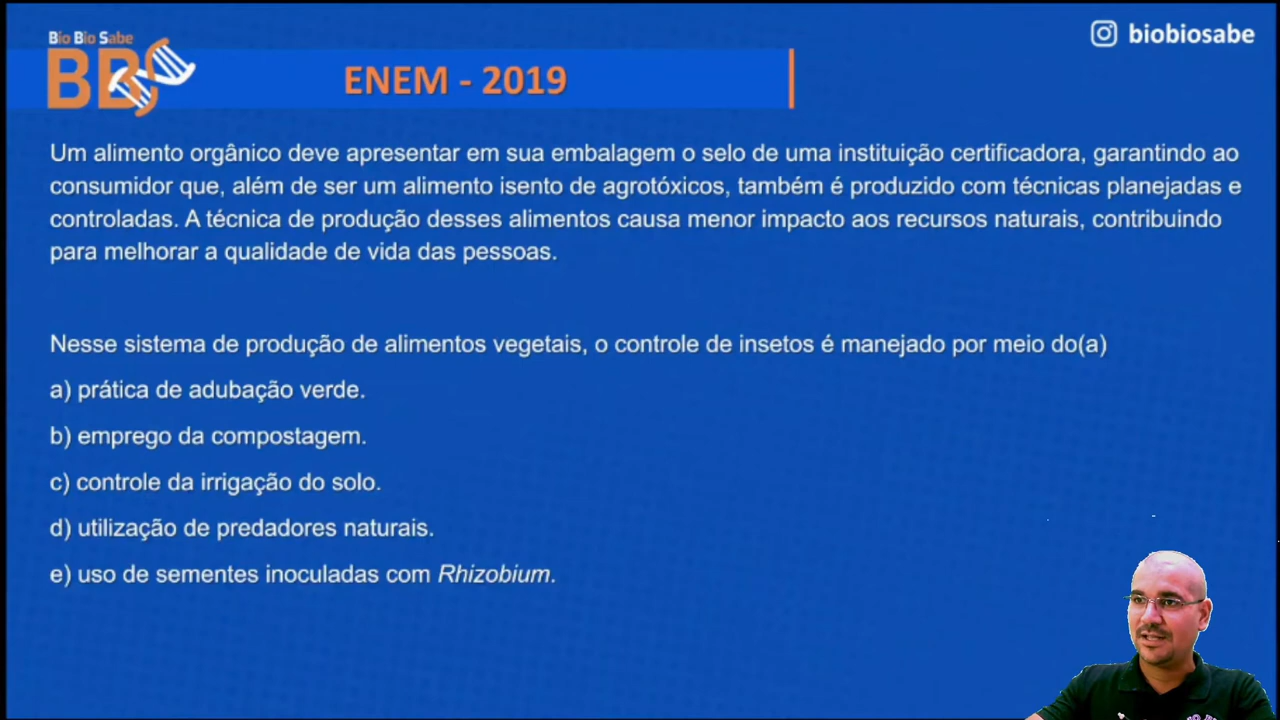 Bio Bio Sabe
BBS
biobiosabe
ENEM - 2019
Um alimento orgânico deve apresentar em sua embalagem o selo de uma instituição certificadora, garantindo ao
consumidor que, além de ser um alimento isento de agrotóxicos, também é produzido com técnicas planejadas e
controladas. A técnica de produção desses alimentos causa menor impacto aos recursos naturais, contribuindo
para melhorar a qualidade de vida das pessoas.
Nesse sistema de produção de alimentos vegetais, o controle de insetos é manejado por meio do(a)
a) prática de adubação verde.
b) emprego da compostagem.
c) controle da irrigação do solo.
d) utilização de predadores naturais.
e) uso de sementes inoculadas com Rhizobium.